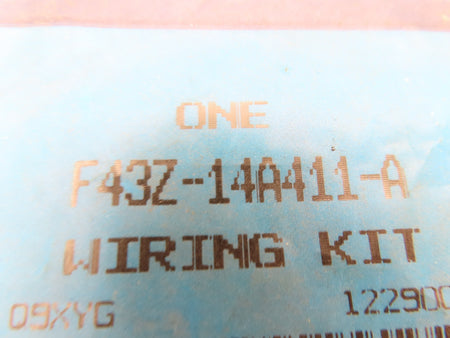 ONE
F43Z-14A411-A
WIRING KIT
09XYG 122900